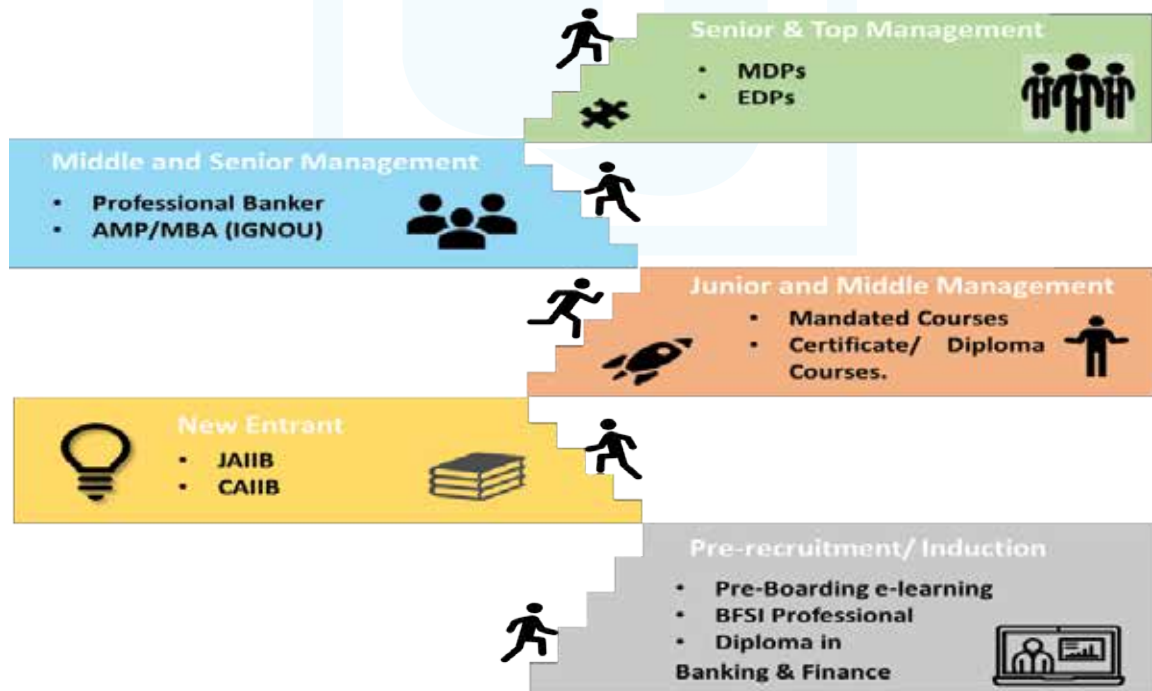 Senior & Top Management
• MDPs
• EDPs
Middle and Senior Management
• Professional Banker
• AMP/MBA (IGNOU)
Junior and Middle Management
• Mandated Courses
• Certificate/ Diploma
Courses.
New Entrant
• JAIIB
• CAIIB
Pre-recruitment/ Induction
• Pre-Boarding e-learning
• BFSI Professional
• Diploma in
Banking & Finance